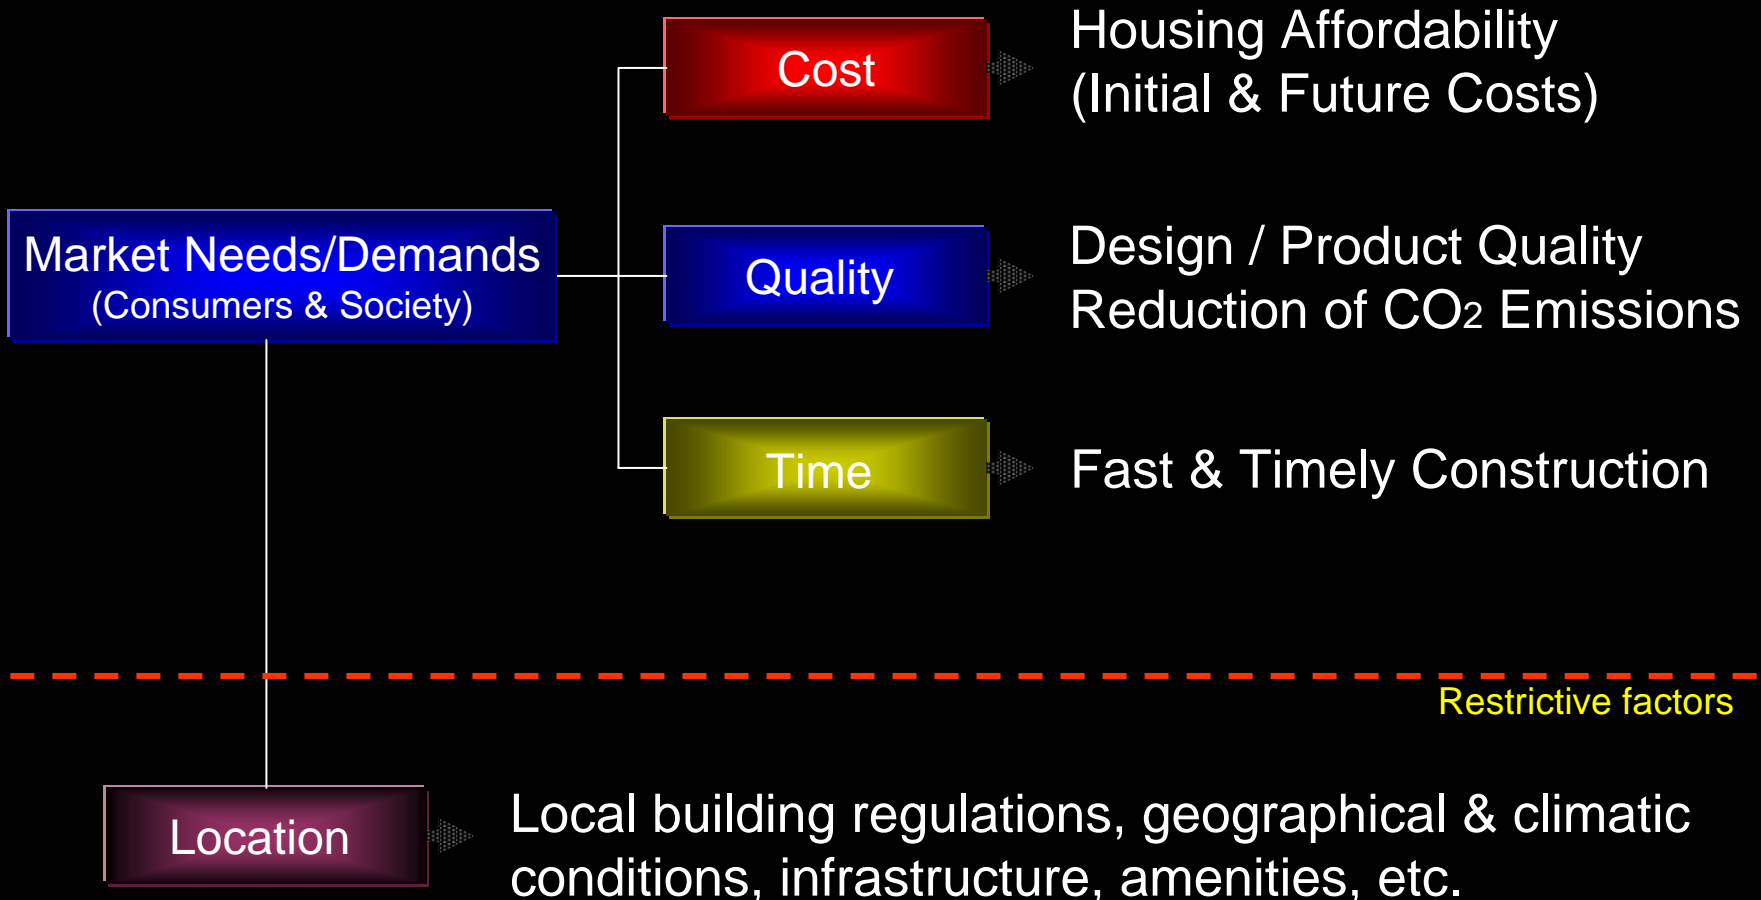 Cost
Housing Affordability
(Initial & Future Costs)
Market Needs/Demands
(Consumers & Society)
Quality
Design / Product Quality
Reduction of CO2 Emissions
Time
Fast & Timely Construction
Restrictive factors
Location
Local building regulations, geographical & climatic
conditions, infrastructure, amenities, etc.